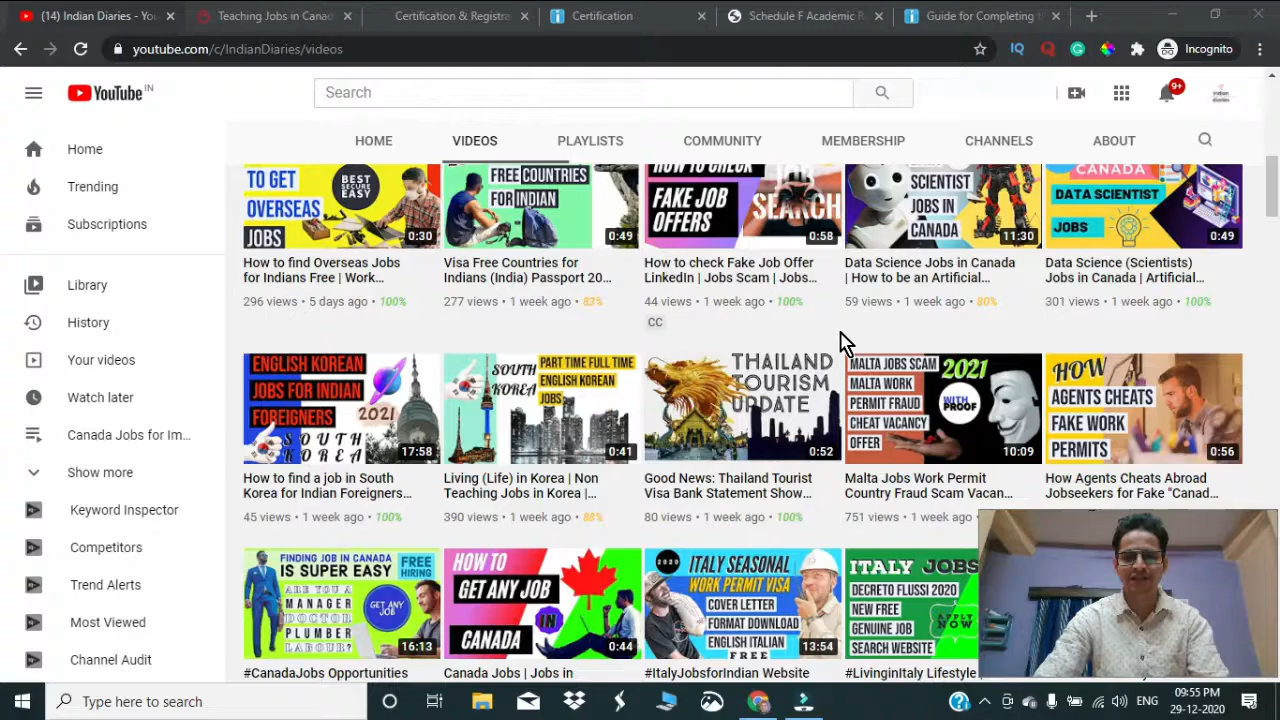 (14) Indian Diaries - You
Teaching Jobs in Canad
Certification & Registra
Certification
Schedule F Academic R
Guide for Completing t
youtube.com/c/IndianDiaries/videos
Incognito
YouTube IN
Search
9+
HOME
VIDEOS
PLAYLISTS
COMMUNITY
MEMBERSHIP
CHANNELS
ABOUT
Home
Trending
Subscriptions
Library
History
Your videos
Watch later
Canada Jobs for Im...
Show more
Keyword Inspector
Competitors
Trend Alerts
Most Viewed
Channel Audit
TO GET
OVERSEAS
JOBS
BEST
SECURE
EASY
0:30
How to find Overseas Jobs
for Indians Free | Work...
296 views • 5 days ago • 100%
FREE COUNTRIES
FOR INDIAN
0:49
Visa Free Countries for
Indians (India) Passport 20...
277 views • 1 week ago • 83%
HOW TO CHECK
FAKE JOB
OFFERS
SEARCH
0:58
How to check Fake Job Offer
LinkedIn | Jobs Scam | Jobs...
44 views • 1 week ago • 100%
CC
SCIENTIST
JOBS IN
CANADA
11:30
Data Science Jobs in Canada
| How to be an Artificial...
59 views • 1 week ago • 80%
CANADA
DATA SCIENTIST
JOBS
0:49
Data Science (Scientists)
Jobs in Canada | Artificial...
301 views • 1 week ago • 100%
ENGLISH KOREAN
JOBS FOR INDIAN
FOREIGNERS
2021
SOUTH
KOREA
17:58
How to find a job in South
Korea for Indian Foreigners...
45 views • 1 week ago • 100%
SOUTH
KOREA
PART TIME FULL TIME
ENGLISH KOREAN
JOBS
0:41
Living (Life) in Korea | Non
Teaching Jobs in Korea |...
390 views • 1 week ago • 88%
THAILAND
TOURISM
UPDATE
0:52
Good News: Thailand Tourist
Visa Bank Statement Show...
80 views • 1 week ago • 100%
MALTA JOBS SCAM
MALTA WORK
PERMIT FRAUD
CHEAT VACANCY
OFFER
2021
WITH
PROOF
10:09
Malta Jobs Work Permit
Country Fraud Scam Vacan...
751 views • 1 week ago •
HOW
AGENTS CHEATS
FAKE WORK
PERMITS
0:56
How Agents Cheats Abroad
Jobseekers for Fake "Canad...
FINDING JOB IN CANADA
IS SUPER EASY
FREE
HIRING
ARE YOU A
MANAGER
DOCTOR
PLUMBER
LABOUR?
GET ANY
JOB
16:13
#CanadaJobs Opportunities
HOW TO
GET ANY JOB
IN
CANADA
0:44
Canada Jobs | Jobs in
2020
ITALY SEASONAL
WORK PERMIT VISA
COVER LETTER
FORMAT DOWNLOAD
ENGLISH ITALIAN
FREE
13:54
#ItalyJobsforIndian Website
ITALY JOBS
DECRETO FLUSSI 2020
NEW FREE
GENUINE JOB
SEARCH WEBSITE
APPLY
NOW
#LivinginItaly Lifestyle
Type here to search
ENG
09:55 PM
29-12-2020